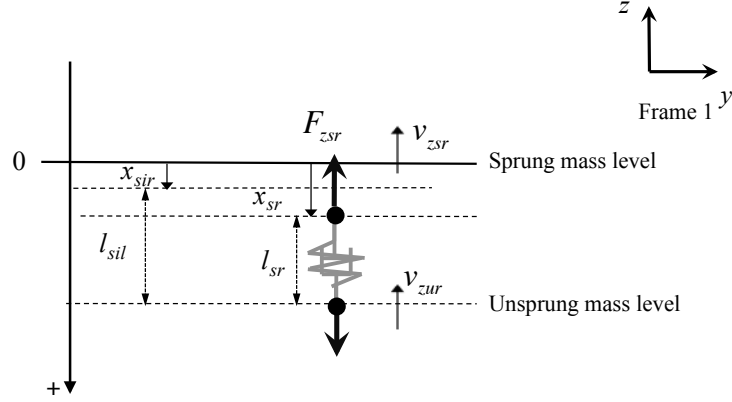 z
y
Frame 1
F_zsr
v_zsr
0
Sprung mass level
x_sir
x_sr
l_sil
l_sr
v_zur
Unsprung mass level
+